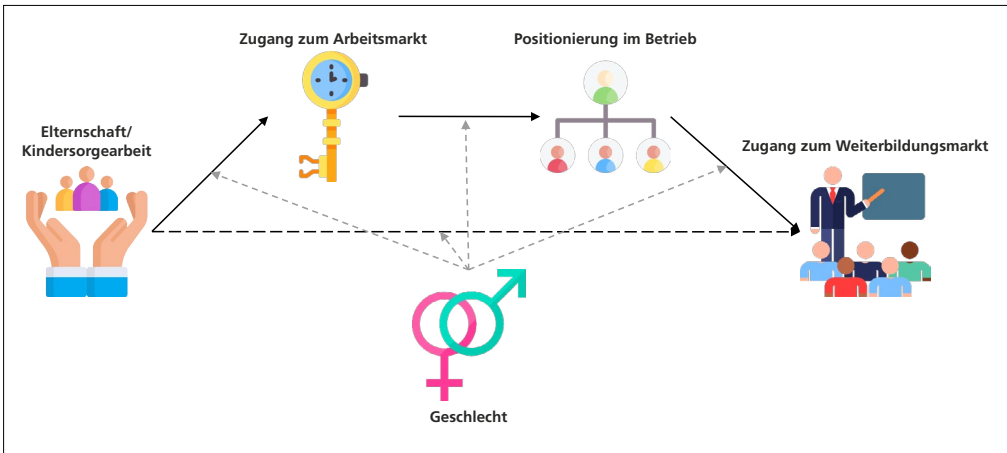 Zugang zum Arbeitsmarkt
Positionierung im Betrieb
Elternschaft/
Kindersorgearbeit
Zugang zum Weiterbildungsmarkt
Geschlecht